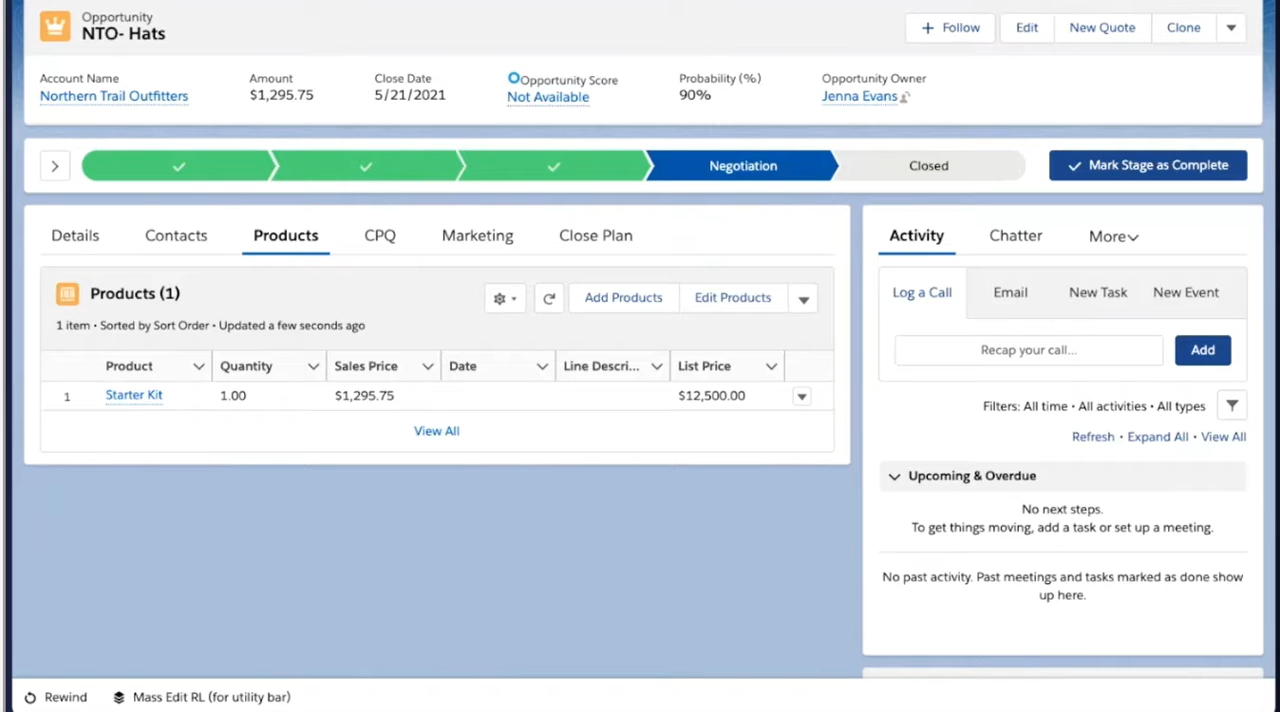 Opportunity
NTO- Hats
+ Follow
Edit
New Quote
Clone
Account Name
Northern Trail Outfitters
Amount
$1,295.75
Close Date
5/21/2021
Opportunity Score
Not Available
Probability (%)
90%
Opportunity Owner
Jenna Evans
Negotiation
Closed
Mark Stage as Complete
Details
Contacts
Products
CPQ
Marketing
Close Plan
Products (1)
Add Products
Edit Products
1 item • Sorted by Sort Order • Updated a few seconds ago
Product
Quantity
Sales Price
Date
Line Descri...
List Price
1
Starter Kit
1.00
$1,295.75
$12,500.00
View All
Activity
Chatter
More
Log a Call
Email
New Task
New Event
Recap your call...
Add
Filters: All time • All activities • All types
Refresh • Expand All • View All
Upcoming & Overdue
No next steps.
To get things moving, add a task or set up a meeting.
No past activity. Past meetings and tasks marked as done show
up here.
Rewind
Mass Edit RL (for utility bar)